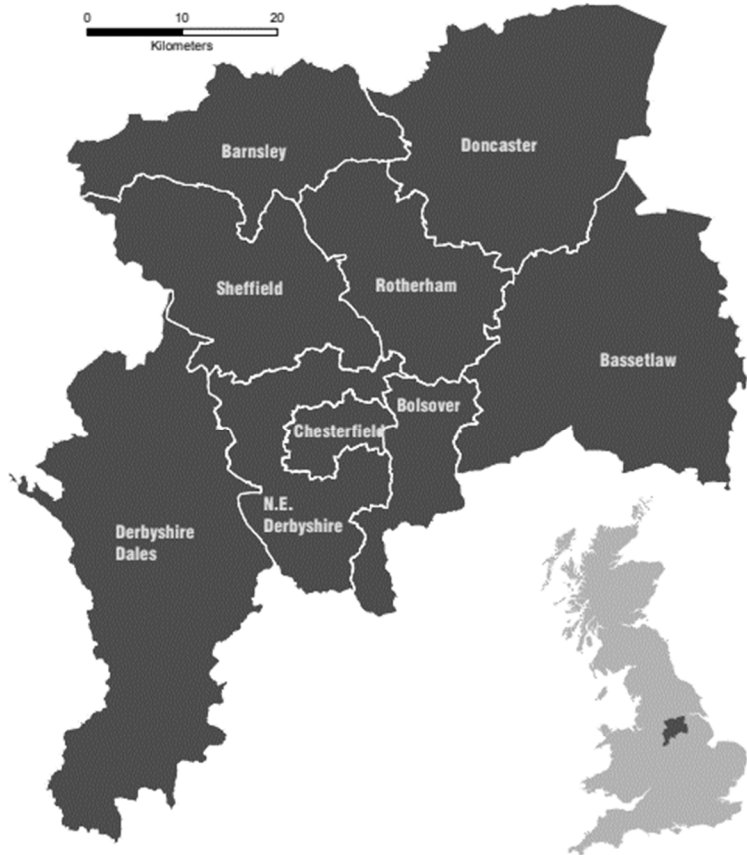 0 10 20
Kilometers
Barnsley
Doncaster
Sheffield
Rotherham
Bassetlaw
Bolsover
Chesterfield
N.E.
Derbyshire
Derbyshire
Dales